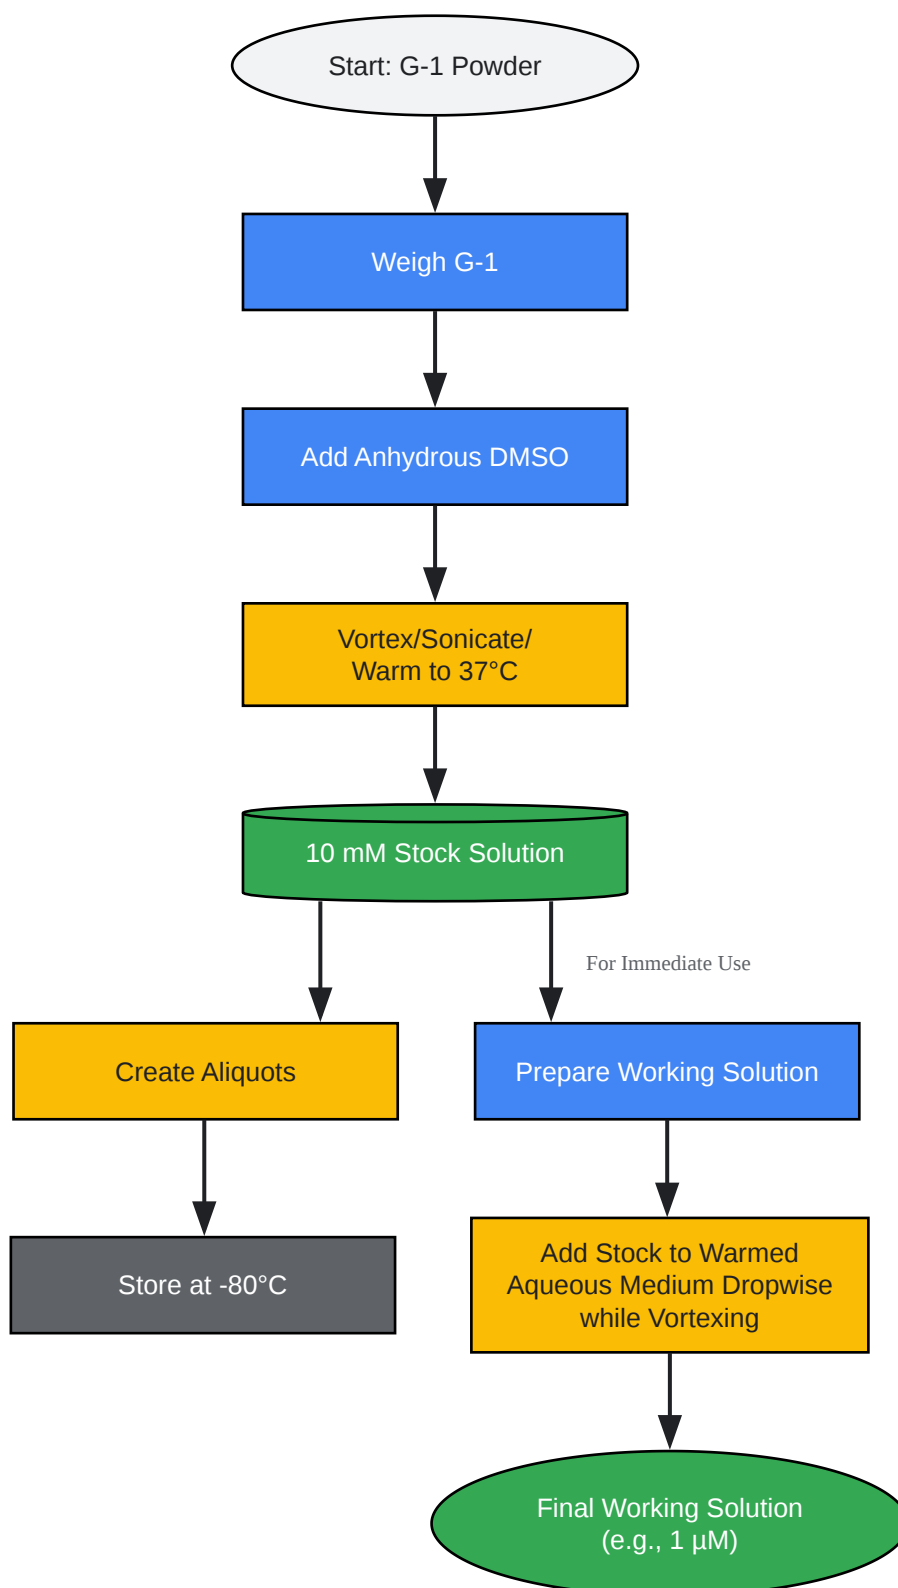 Start: G-1 Powder
Weigh G-1
Add Anhydrous DMSO
Vortex/Sonicate/
Warm to 37°C
10 mM Stock Solution
For Immediate Use
Create Aliquots
Prepare Working Solution
Store at -80°C
Add Stock to Warmed
Aqueous Medium Dropwise
while Vortexing
Final Working Solution
(e.g., 1 µM)